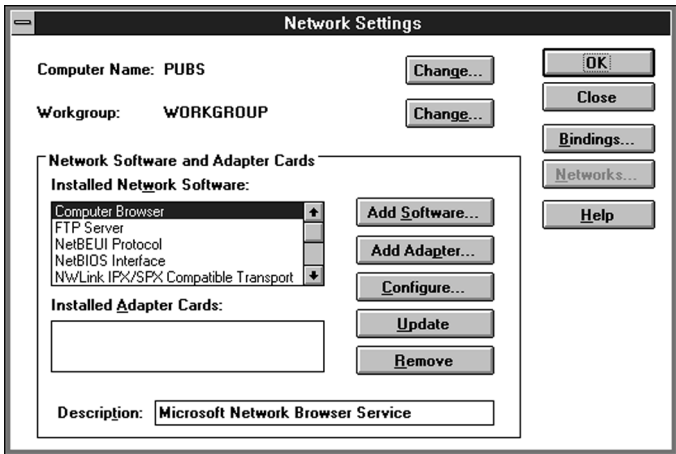 Network Settings
Computer Name: PUBS
Change...
OK
Close
Workgroup: WORKGROUP
Change...
Bindings...
Networks...
Help
Network Software and Adapter Cards
Installed Network Software:
Computer Browser
FTP Server
NetBEUI Protocol
NetBIOS Interface
NWLink IPX/SPX Compatible Transport
Add Software...
Add Adapter...
Configure...
Update
Remove
Installed Adapter Cards:
Description: Microsoft Network Browser Service